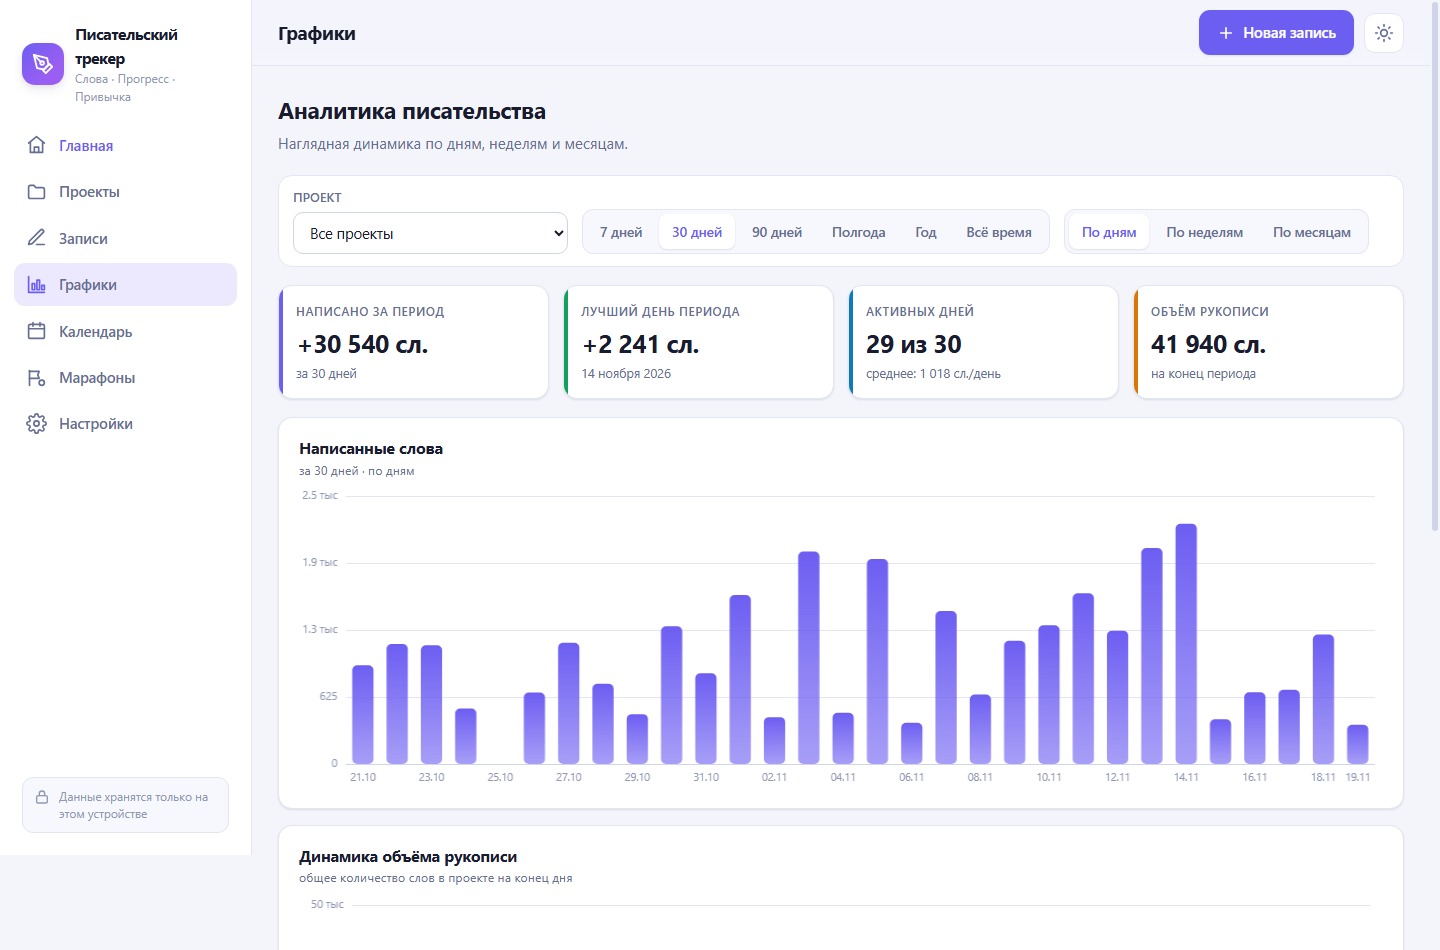 Писательский
трекер
Слова · Прогресс ·
Привычка
Главная
Проекты
Записи
Графики
Календарь
Марафоны
Настройки
Данные хранятся только на
этом устройстве
Графики
Новая запись
Аналитика писательства
Наглядная динамика по дням, неделям и месяцам.
ПРОЕКТ
Все проекты
7 дней 30 дней 90 дней Полгода Год Всё время
По дням По неделям По месяцам
НАПИСАНО ЗА ПЕРИОД
+30 540 сл.
за 30 дней
ЛУЧШИЙ ДЕНЬ ПЕРИОДА
+2 241 сл.
14 ноября 2026
АКТИВНЫХ ДНЕЙ
29 из 30
среднее: 1 018 сл./день
ОБЪЁМ РУКОПИСИ
41 940 сл.
на конец периода
Написанные слова
за 30 дней · по дням
2.5 тыс
1.9 тыс
1.3 тыс
625
0
21.10 23.10 25.10 27.10 29.10 31.10 02.11 04.11 06.11 08.11 10.11 12.11 14.11 16.11 18.11 19.11
Динамика объёма рукописи
общее количество слов в проекте на конец дня
50 тыс